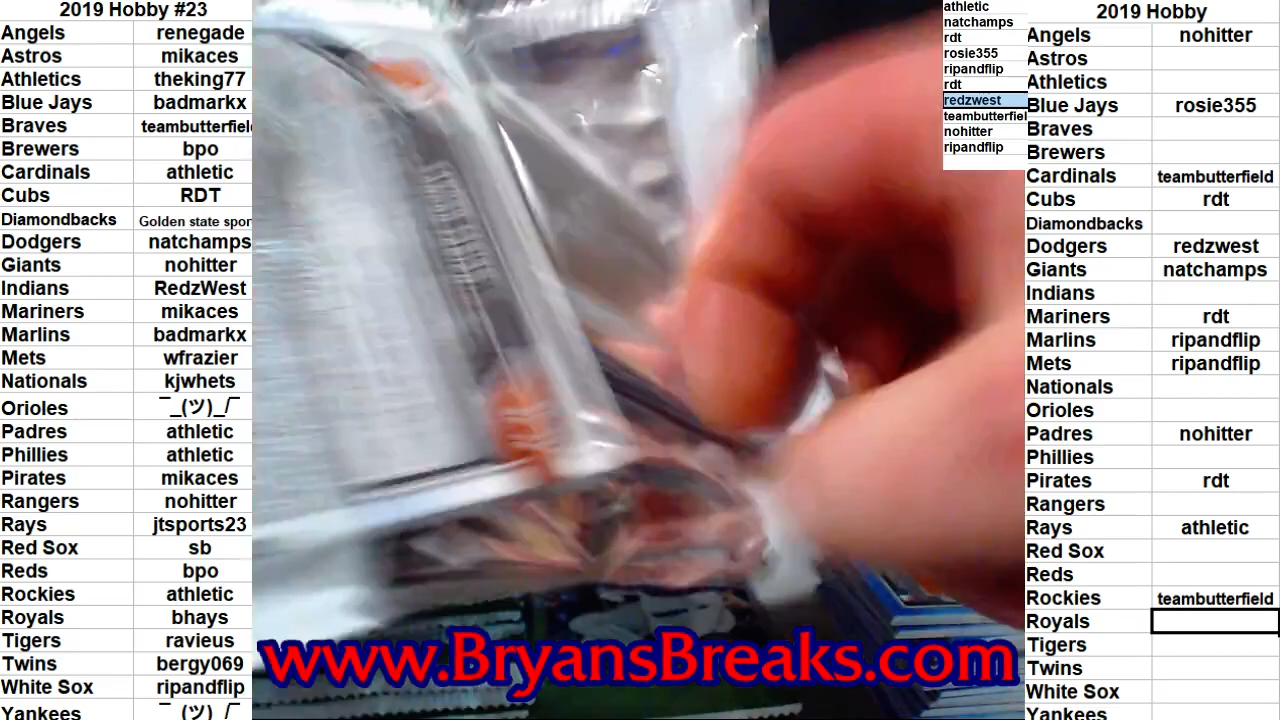 2019 Hobby #23
Angels renegade
Astros mikaces
Athletics theking77
Blue Jays badmarkx
Braves teambutterfiel
Brewers bpo
Cardinals athletic
Cubs RDT
Diamondbacks Golden state spor
Dodgers natchamps
Giants nohitter
Indians RedzWest
Mariners mikaces
Marlins badmarkx
Mets wfrazier
Nationals kjwhets
Orioles ¯_(ツ)_/¯
Padres athletic
Phillies athletic
Pirates mikaces
Rangers nohitter
Rays jtsports23
Red Sox sb
Reds bpo
Rockies athletic
Royals bhays
Tigers ravieus
Twins bergy069
White Sox ripandflip
Yankees ¯_(ツ)_/¯
www.BryansBreaks.com
athletic
natchamps
rdt
rosie355
ripandflip
rdt
redzwest
teambutterfiel
nohitter
ripandflip
2019 Hobby
Angels nohitter
Astros
Athletics
Blue Jays rosie355
Braves
Brewers
Cardinals teambutterfield
Cubs rdt
Diamondbacks
Dodgers redzwest
Giants natchamps
Indians
Mariners rdt
Marlins ripandflip
Mets ripandflip
Nationals
Orioles
Padres nohitter
Phillies
Pirates rdt
Rangers
Rays athletic
Red Sox
Reds
Rockies teambutterfield
Royals
Tigers
Twins
White Sox
Yankees